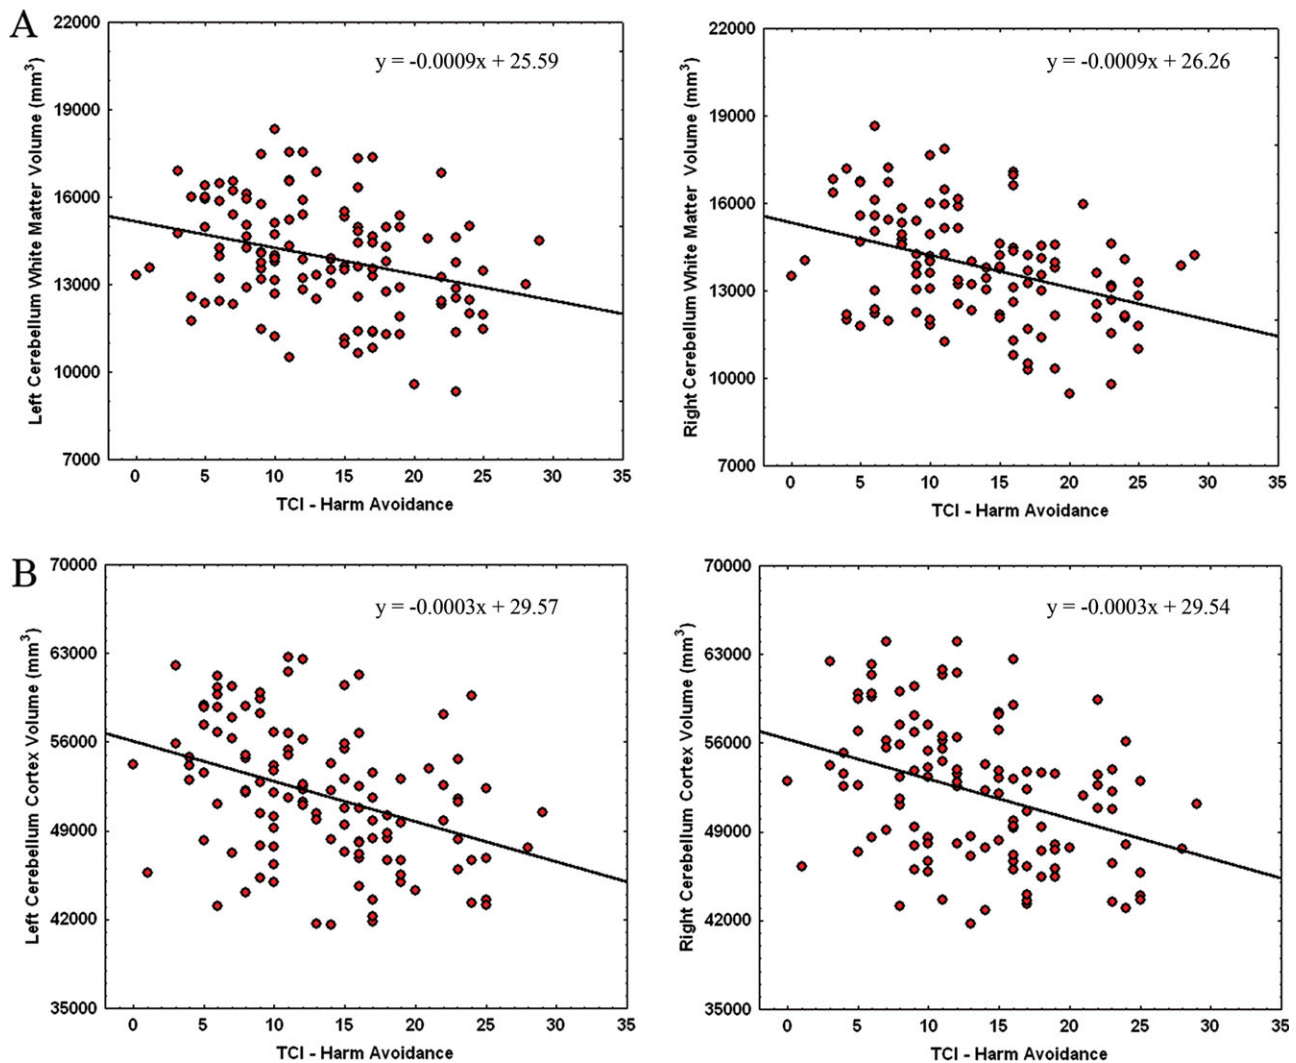 A
y = -0.0009x + 25.59
Left Cerebellum White Matter Volume (mm³)
22000
19000
16000
13000
10000
7000
0 5 10 15 20 25 30 35
TCI - Harm Avoidance
y = -0.0009x + 26.26
Right Cerebellum White Matter Volume (mm³)
22000
19000
16000
13000
10000
7000
0 5 10 15 20 25 30 35
TCI - Harm Avoidance
B
y = -0.0003x + 29.57
Left Cerebellum Cortex Volume (mm³)
70000
63000
56000
49000
42000
35000
0 5 10 15 20 25 30 35
TCI - Harm Avoidance
y = -0.0003x + 29.54
Right Cerebellum Cortex Volume (mm³)
70000
63000
56000
49000
42000
35000
0 5 10 15 20 25 30 35
TCI - Harm Avoidance